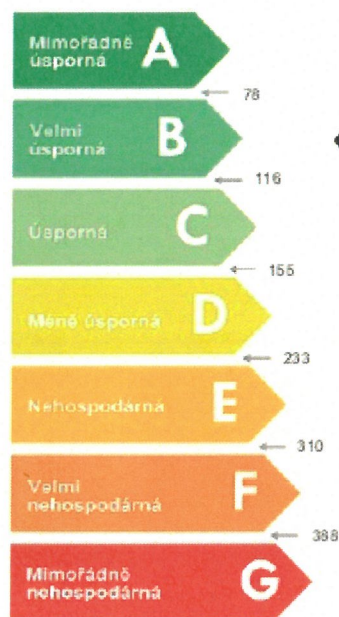 Mimořádně
úsporná
A
78
Velmi
úsporná
B
116
Úsporná
C
155
Méně úsporná
D
233
Nehospodárná
E
310
Velmi
nehospodárná
F
388
Mimořádně
nehospodárná
G